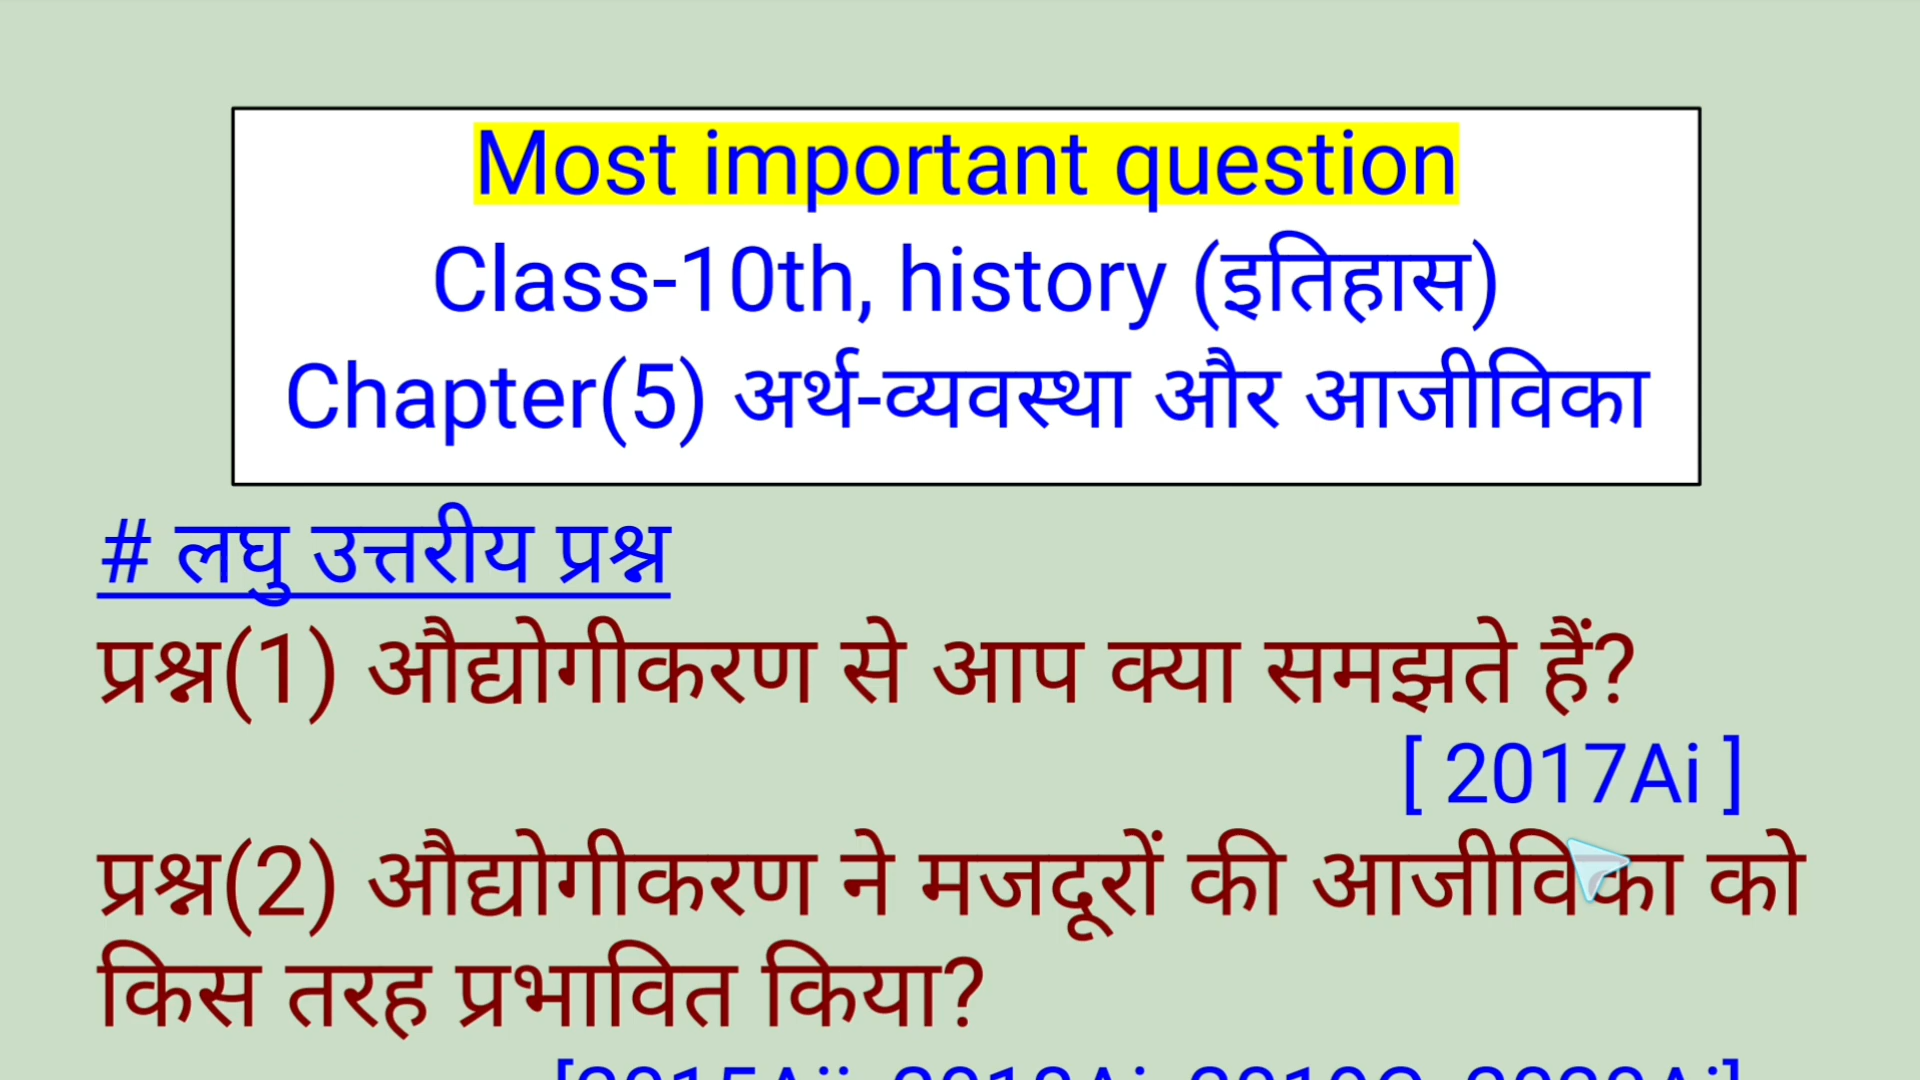 Most important question
Class-10th, history (इतिहास)
Chapter(5) अर्थ-व्यवस्था और आजीविका
# लघु उत्तरीय प्रश्न
प्रश्न(1) औद्योगीकरण से आप क्या समझते हैं?
[ 2017Ai ]
प्रश्न(2) औद्योगीकरण ने मजदूरों की आजीविका को
किस तरह प्रभावित किया?